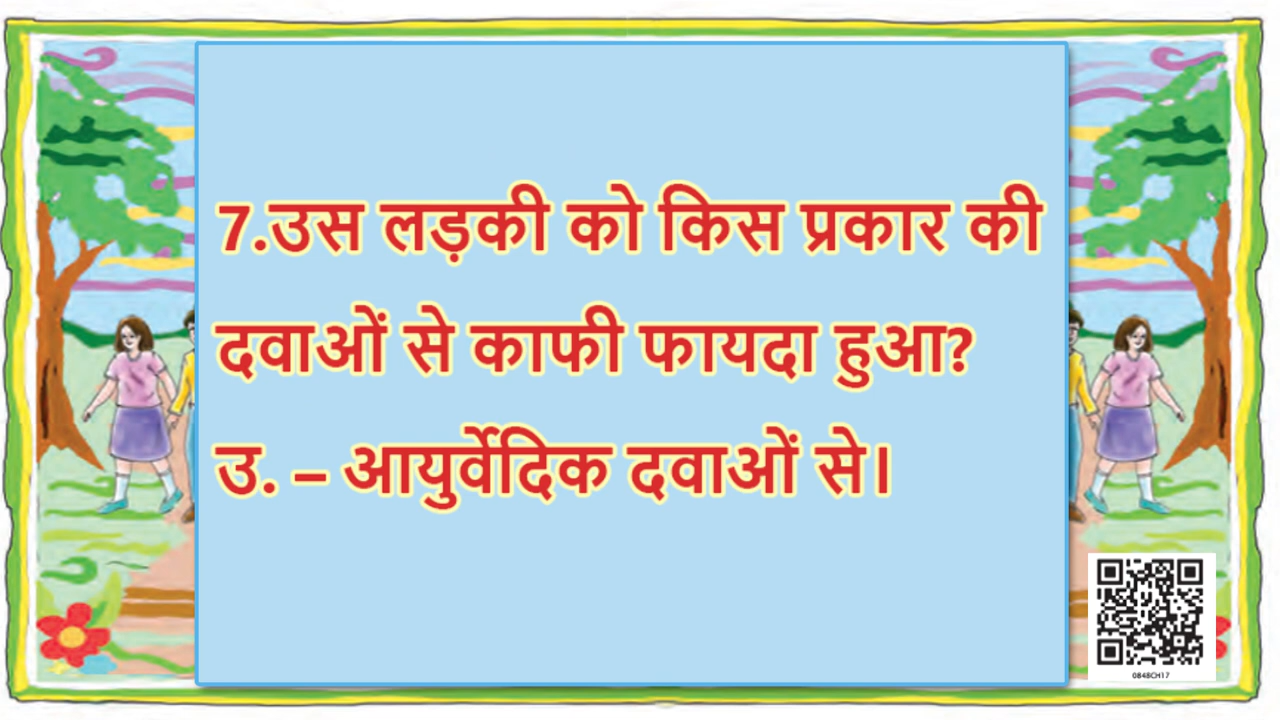 7.उस लड़की को किस प्रकार की
दवाओं से काफी फायदा हुआ?
उ. – आयुर्वेदिक दवाओं से।
0848CH17